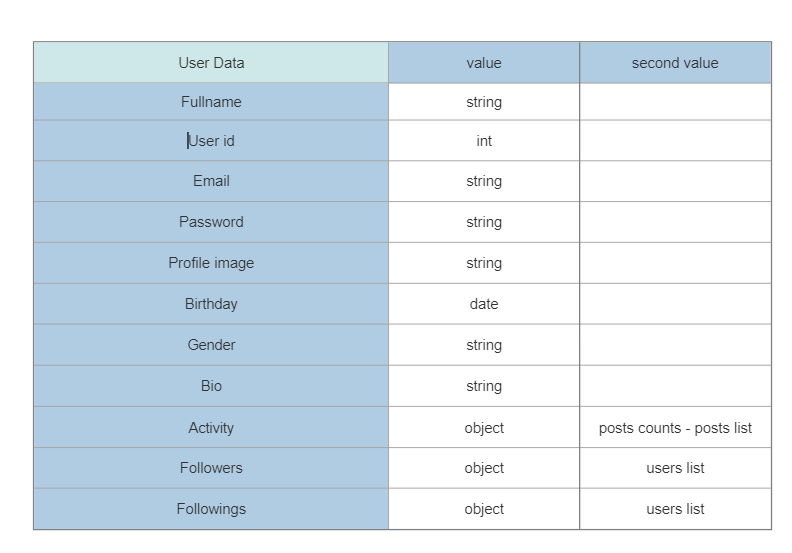 User Data value second value
Fullname string
User id int
Email string
Password string
Profile image string
Birthday date
Gender string
Bio string
Activity object posts counts - posts list
Followers object users list
Followings object users list